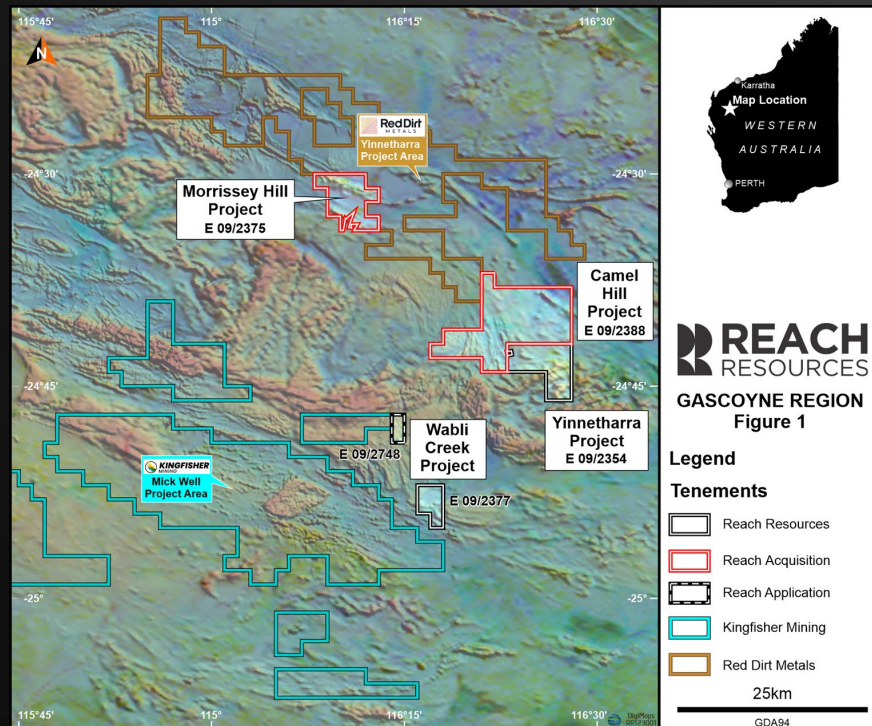 115°45'
115°
116°15'
116°30'
N
RedDirt
METALS
Yinnetharra
Project Area
-24°30'
-24°30'
Morrissey Hill
Project
E 09/2375
Camel
Hill
Project
E 09/2388
-24°45'
-24°45'
Yinnetharra
Project
E 09/2354
Wabli
Creek
Project
E 09/2748
E 09/2377
KINGFISHER
MINING
Mick Well
Project Area
-25°
-25°
115°45'
115°
116°15'
116°30'
DigiMaps
RR123001
Karratha
Map Location
WESTERN
AUSTRALIA
PERTH
REACH
RESOURCES
GASCOYNE REGION
Figure 1
Legend
Tenements
Reach Resources
Reach Acquisition
Reach Application
Kingfisher Mining
Red Dirt Metals
25km
GDA94